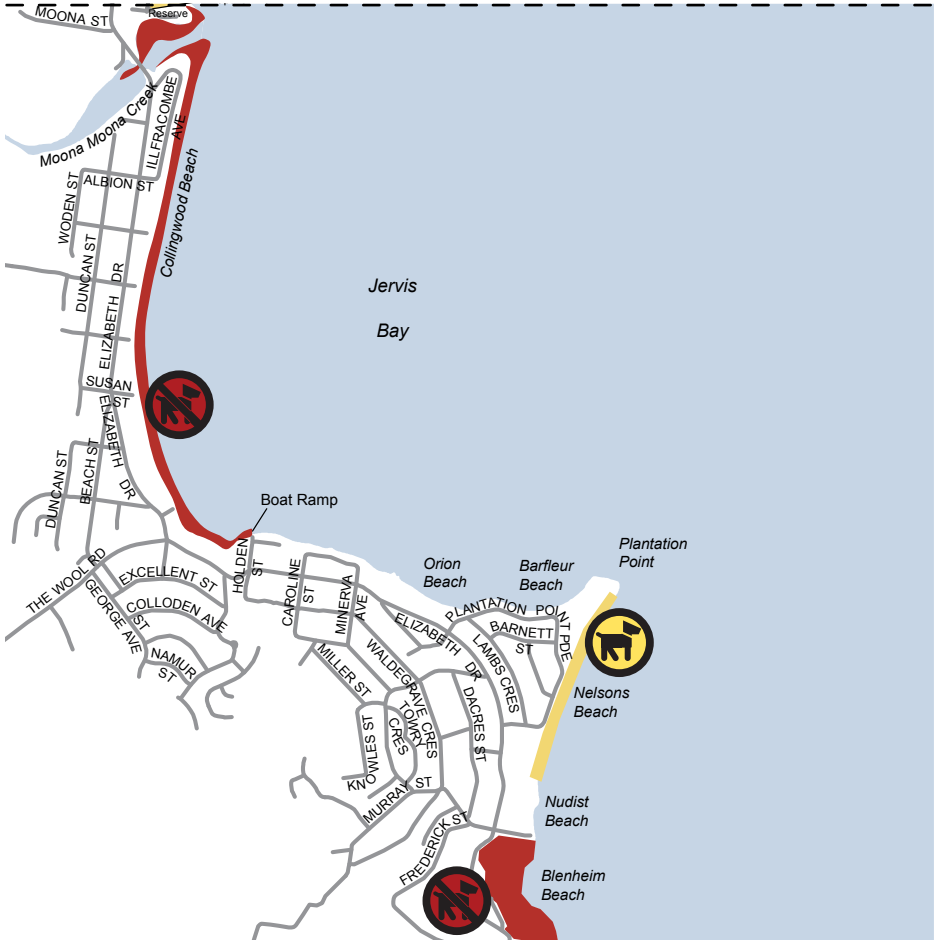 Reserve
MOONA ST
Moona Moona Creek
ILLFRACOMBE
AVE
WODEN ST
ALBION ST
Collingwood Beach
DUNCAN ST
ELIZABETH DR
Jervis
Bay
SUSAN
ST
ELIZABETH DR
DUNCAN ST
BEACH ST
Boat Ramp
Plantation
Point
Orion
Beach
Barfleur
Beach
THE WOOL RD
EXCELLENT ST
HOLDEN
ST
CAROLINE
ST
MINERVA
AVE
GEORGE AVE
COLLODEN AVE
ST
NAMUR
ST
PLANTATION POINT PDE
BARNETT
ST
ELIZABETH DR
LAMBS CRES
MILLER ST
WALDEGRAVE CRES
DACRES ST
Nelsons
Beach
TOWRY
CRES
KNOWLES ST
MURRAY ST
FREDERICK ST
Nudist
Beach
Blenheim
Beach